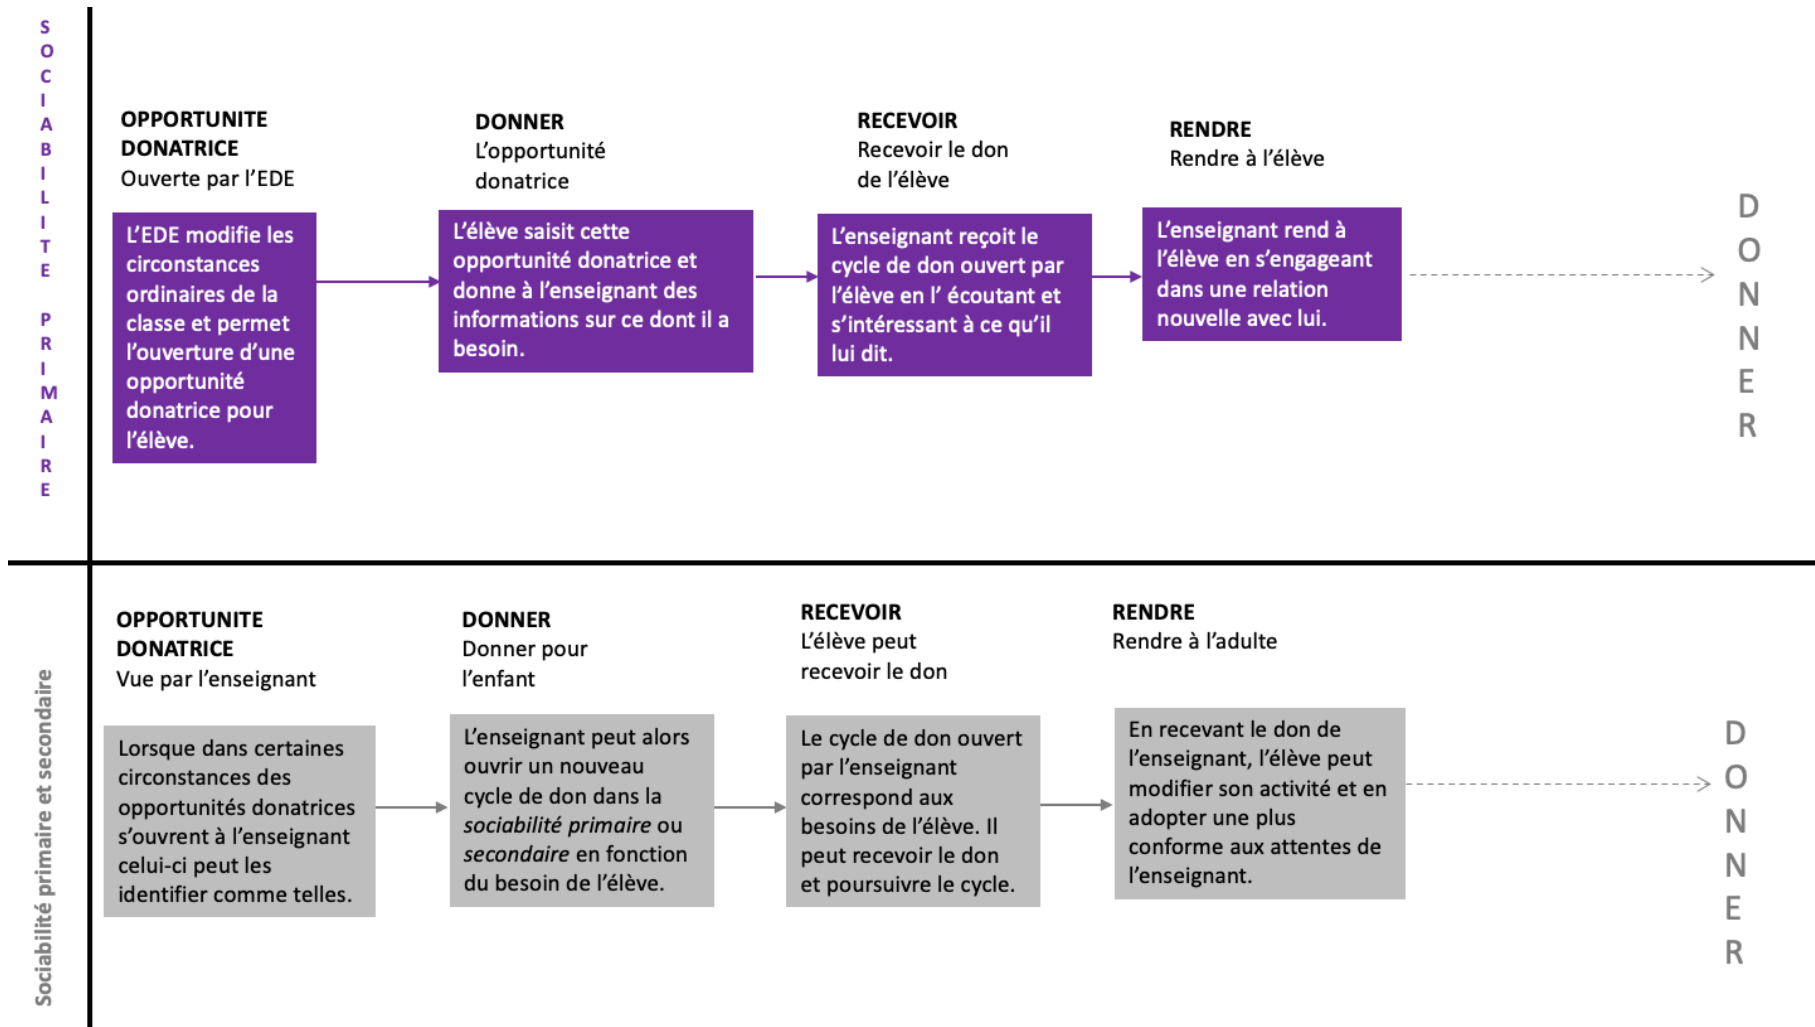 SOCIABILITE PRIMAIRE
OPPORTUNITE
DONATRICE
Ouverte par l'EDE
L'EDE modifie les
circonstances
ordinaires de la
classe et permet
l'ouverture d'une
opportunité
donatrice pour
l'élève.
DONNER
L'opportunité
donatrice
L'élève saisit cette
opportunité donatrice et
donne à l'enseignant des
informations sur ce dont il a
besoin.
RECEVOIR
Recevoir le don
de l'élève
L'enseignant reçoit le
cycle de don ouvert par
l'élève en l' écoutant et
s'intéressant à ce qu'il
lui dit.
RENDRE
Rendre à l'élève
L'enseignant rend à
l'élève en s'engageant
dans une relation
nouvelle avec lui.
DONNER
Sociabilité primaire et secondaire
OPPORTUNITE
DONATRICE
Vue par l'enseignant
Lorsque dans certaines
circonstances des
opportunités donatrices
s'ouvrent à l'enseignant
celui-ci peut les
identifier comme telles.
DONNER
Donner pour
l'enfant
L'enseignant peut alors
ouvrir un nouveau
cycle de don dans la
sociabilité primaire ou
secondaire en fonction
du besoin de l'élève.
RECEVOIR
L'élève peut
recevoir le don
Le cycle de don ouvert
par l'enseignant
correspond aux
besoins de l'élève. Il
peut recevoir le don
et poursuivre le cycle.
RENDRE
Rendre à l'adulte
En recevant le don de
l'enseignant, l'élève peut
modifier son activité et en
adopter une plus
conforme aux attentes de
l'enseignant.
DONNER